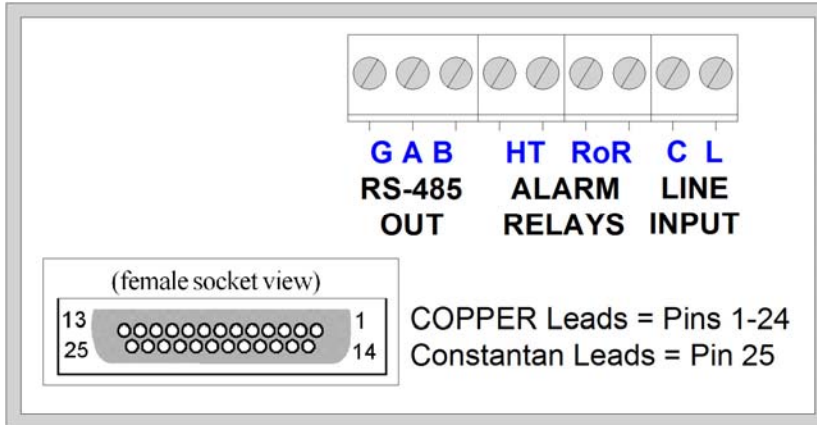 G A B HT RoR C L
RS-485 ALARM LINE
OUT RELAYS INPUT
(female socket view)
13 1
25 14
COPPER Leads = Pins 1-24
Constantan Leads = Pin 25